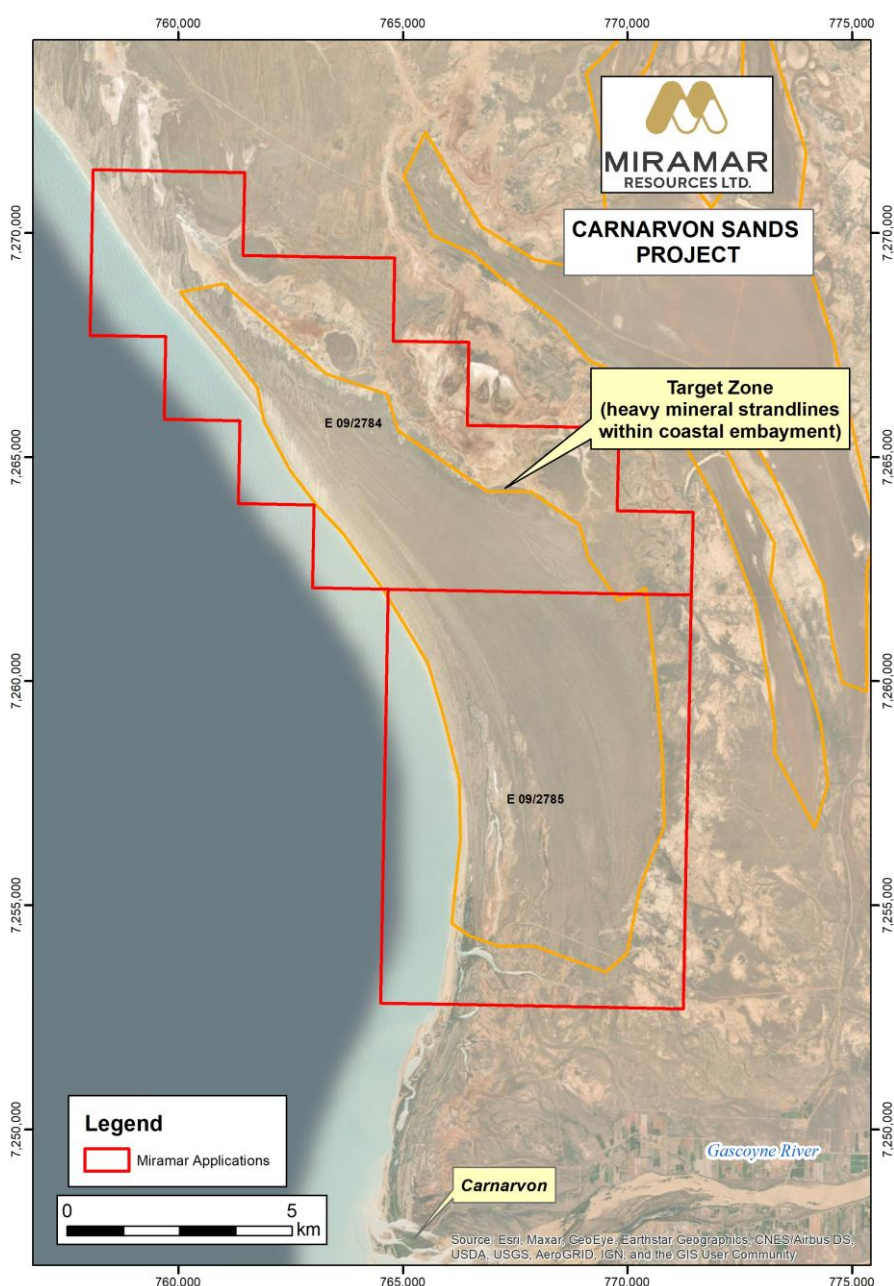 760,000
765,000
770,000
775,000
MIRAMAR
RESOURCES LTD.
CARNARVON SANDS
PROJECT
7,270,000
7,270,000
Target Zone
(heavy mineral strandlines
within coastal embayment)
E 09/2784
7,265,000
7,265,000
7,260,000
7,260,000
E 09/2785
7,255,000
7,255,000
7,250,000
7,250,000
Legend
Miramar Applications
Gascoyne River
Carnarvon
0
5
km
Source: Esri, Maxar, GeoEye, Earthstar Geographics, CNES/Airbus DS,
USDA, USGS, AeroGRID, IGN, and the GIS User Community
760,000
765,000
770,000
775,000